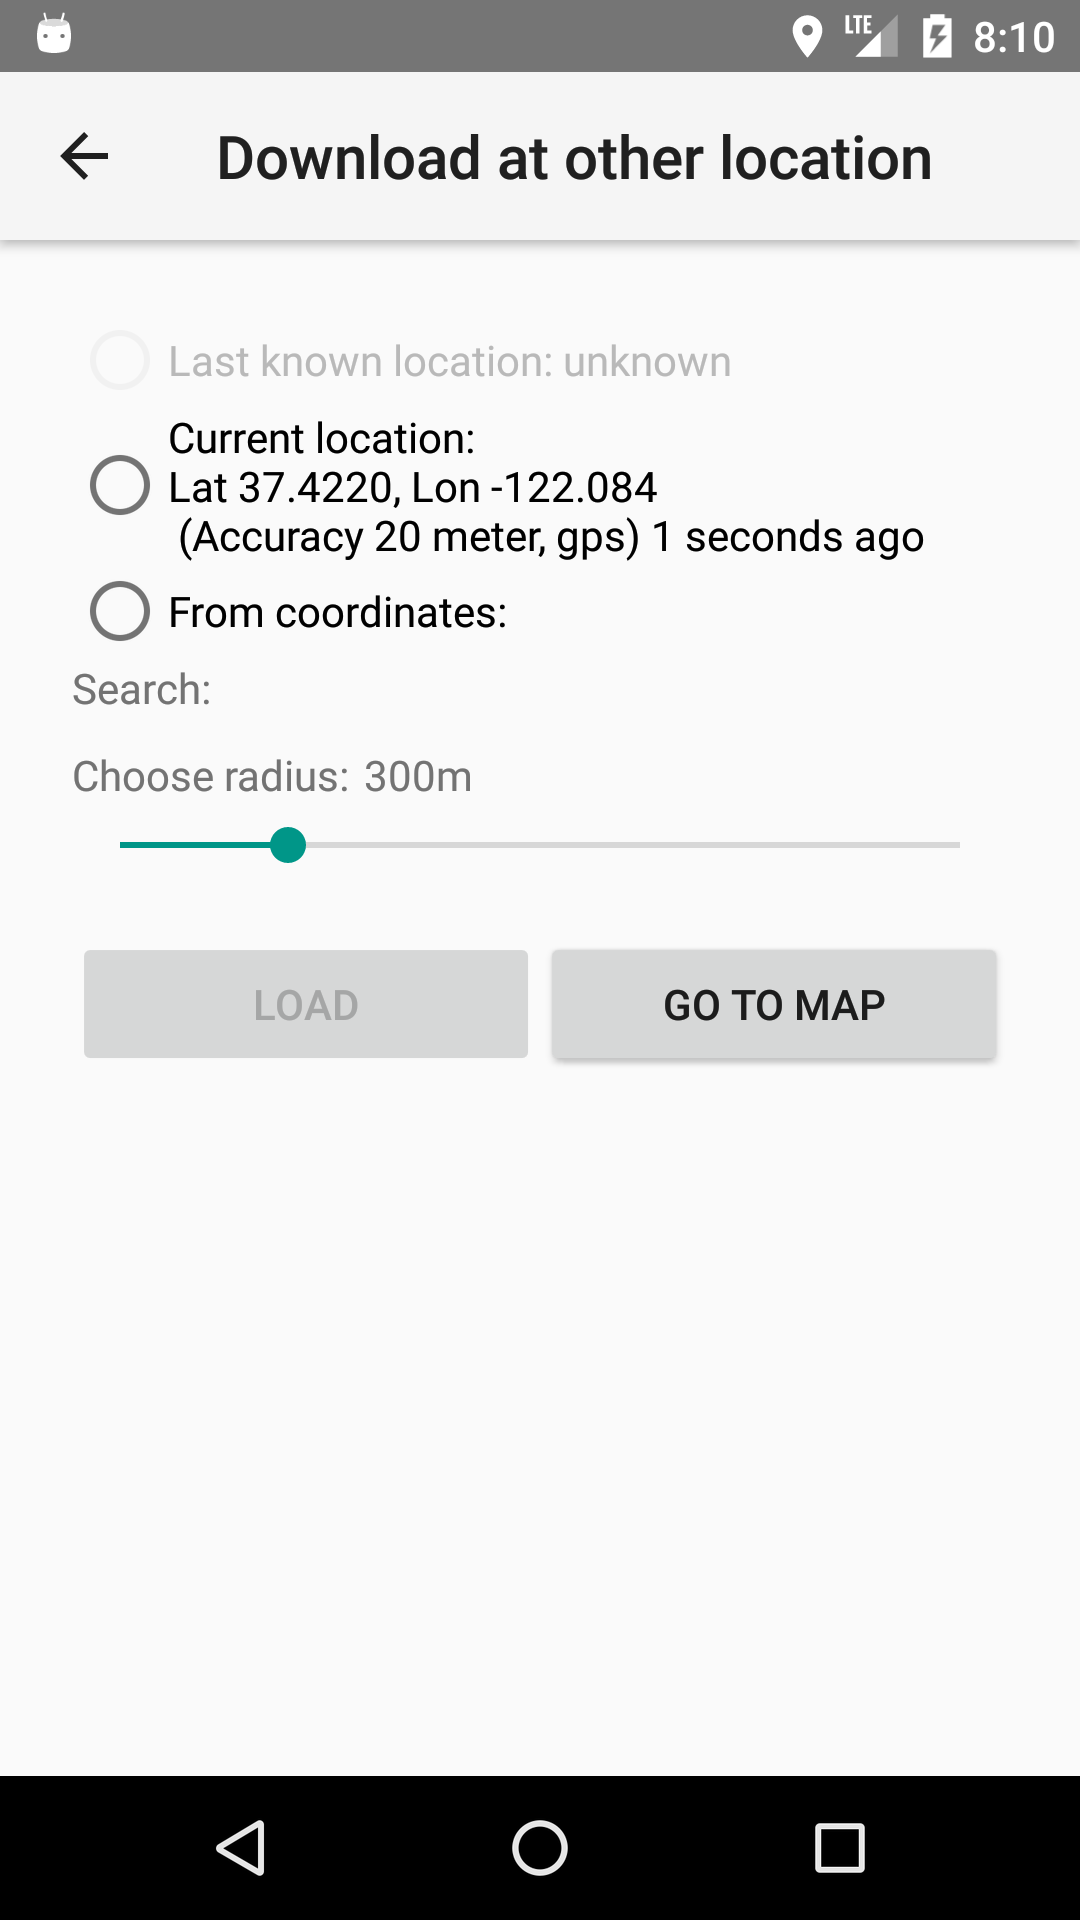 LTE 8:10
Download at other location
Last known location: unknown
Current location:
Lat 37.4220, Lon -122.084
(Accuracy 20 meter, gps) 1 seconds ago
From coordinates:
Search:
Choose radius: 300m
LOAD
GO TO MAP